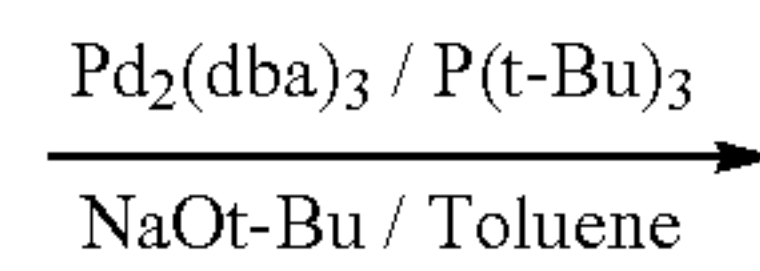 Pd₂(dba)₃ / P(t-Bu)₃
NaOt-Bu / Toluene